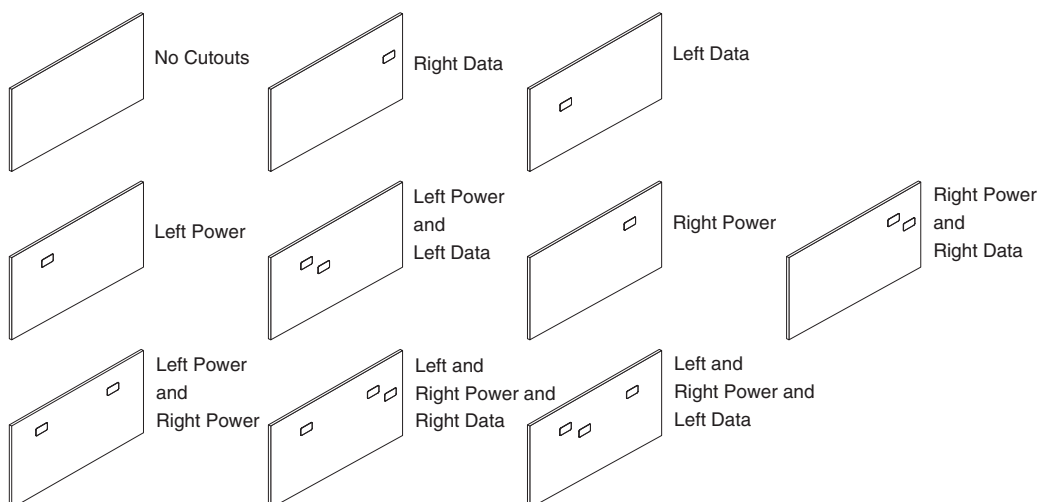 No Cutouts
Right Data
Left Data
Left Power
Left Power
and
Left Data
Right Power
Right Power
and
Right Data
Left Power
and
Right Power
Left and
Right Power and
Right Data
Left and
Right Power and
Left Data